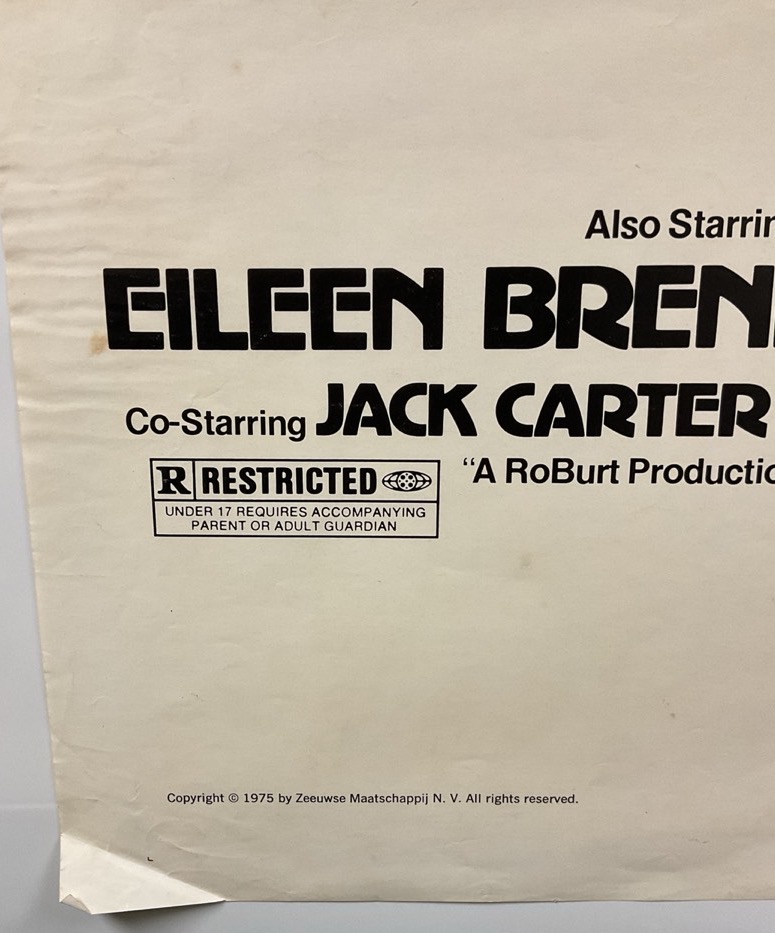 Also Starrin
EILEEN BREN
Co-Starring JACK CARTER
R RESTRICTED
"A RoBurt Productio
UNDER 17 REQUIRES ACCOMPANYING
PARENT OR ADULT GUARDIAN
Copyright © 1975 by Zeeuwse Maatschappij N. V. All rights reserved.